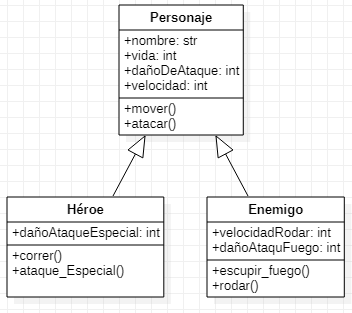 Personaje
+nombre: str
+vida: int
+dañoDeAtaque: int
+velocidad: int
+mover()
+atacar()
Héroe
+dañoAtaqueEspecial: int
+correr()
+ataque_Especial()
Enemigo
+velocidadRodar: int
+dañoAtaquFuego: int
+escupir_fuego()
+rodar()